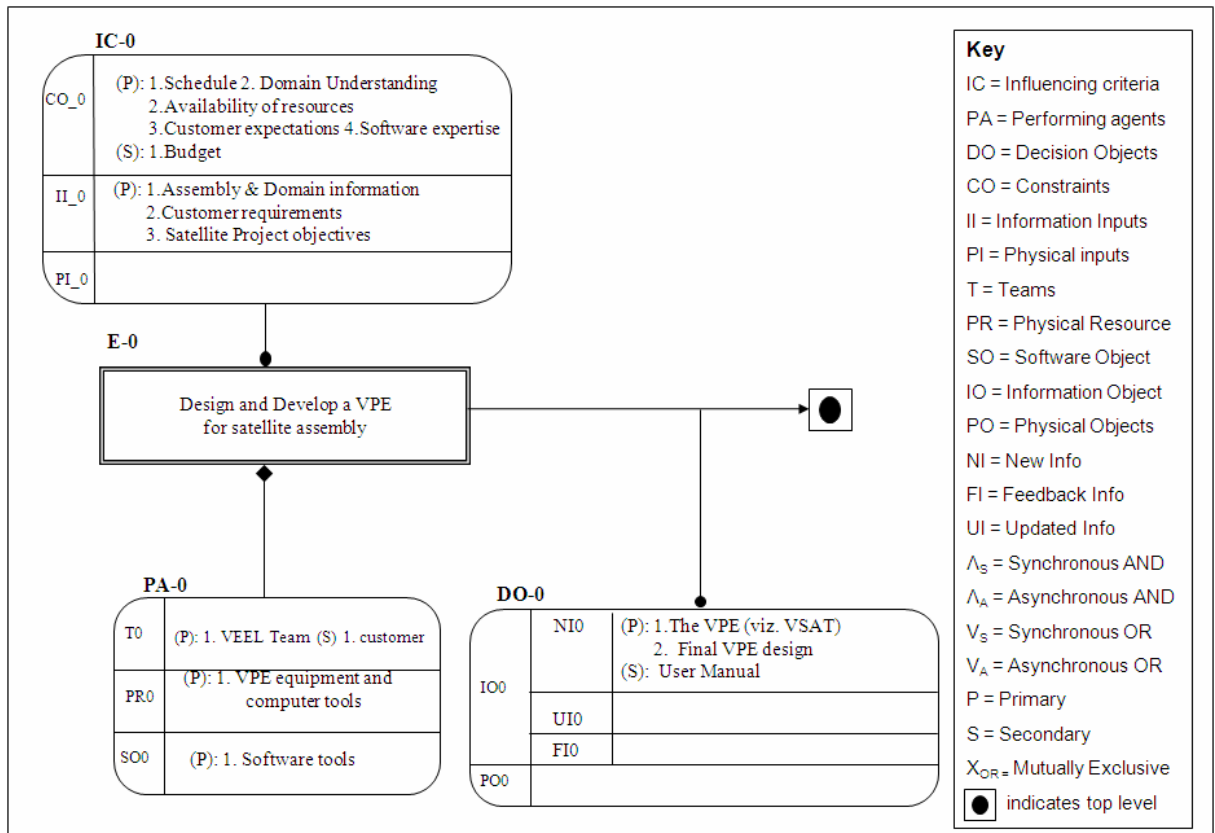 IC-0
CO_0
(P): 1.Schedule 2. Domain Understanding
2.Availability of resources
3.Customer expectations 4.Software expertise
(S): 1.Budget
II_0
(P): 1.Assembly & Domain information
2.Customer requirements
3. Satellite Project objectives
PI_0
E-0
Design and Develop a VPE
for satellite assembly
PA-0
T0
(P): 1. VEEL Team (S) 1. customer
PR0
(P): 1. VPE equipment and
computer tools
SO0
(P): 1. Software tools
DO-0
IO0
NI0
(P): 1.The VPE (viz. VSAT)
2. Final VPE design
(S): User Manual
UI0
FI0
PO0
Key
IC = Influencing criteria
PA = Performing agents
DO = Decision Objects
CO = Constraints
II = Information Inputs
PI = Physical inputs
T = Teams
PR = Physical Resource
SO = Software Object
IO = Information Object
PO = Physical Objects
NI = New Info
FI = Feedback Info
UI = Updated Info
ΛS = Synchronous AND
ΛA = Asynchronous AND
VS = Synchronous OR
VA = Asynchronous OR
P = Primary
S = Secondary
XOR = Mutually Exclusive
indicates top level